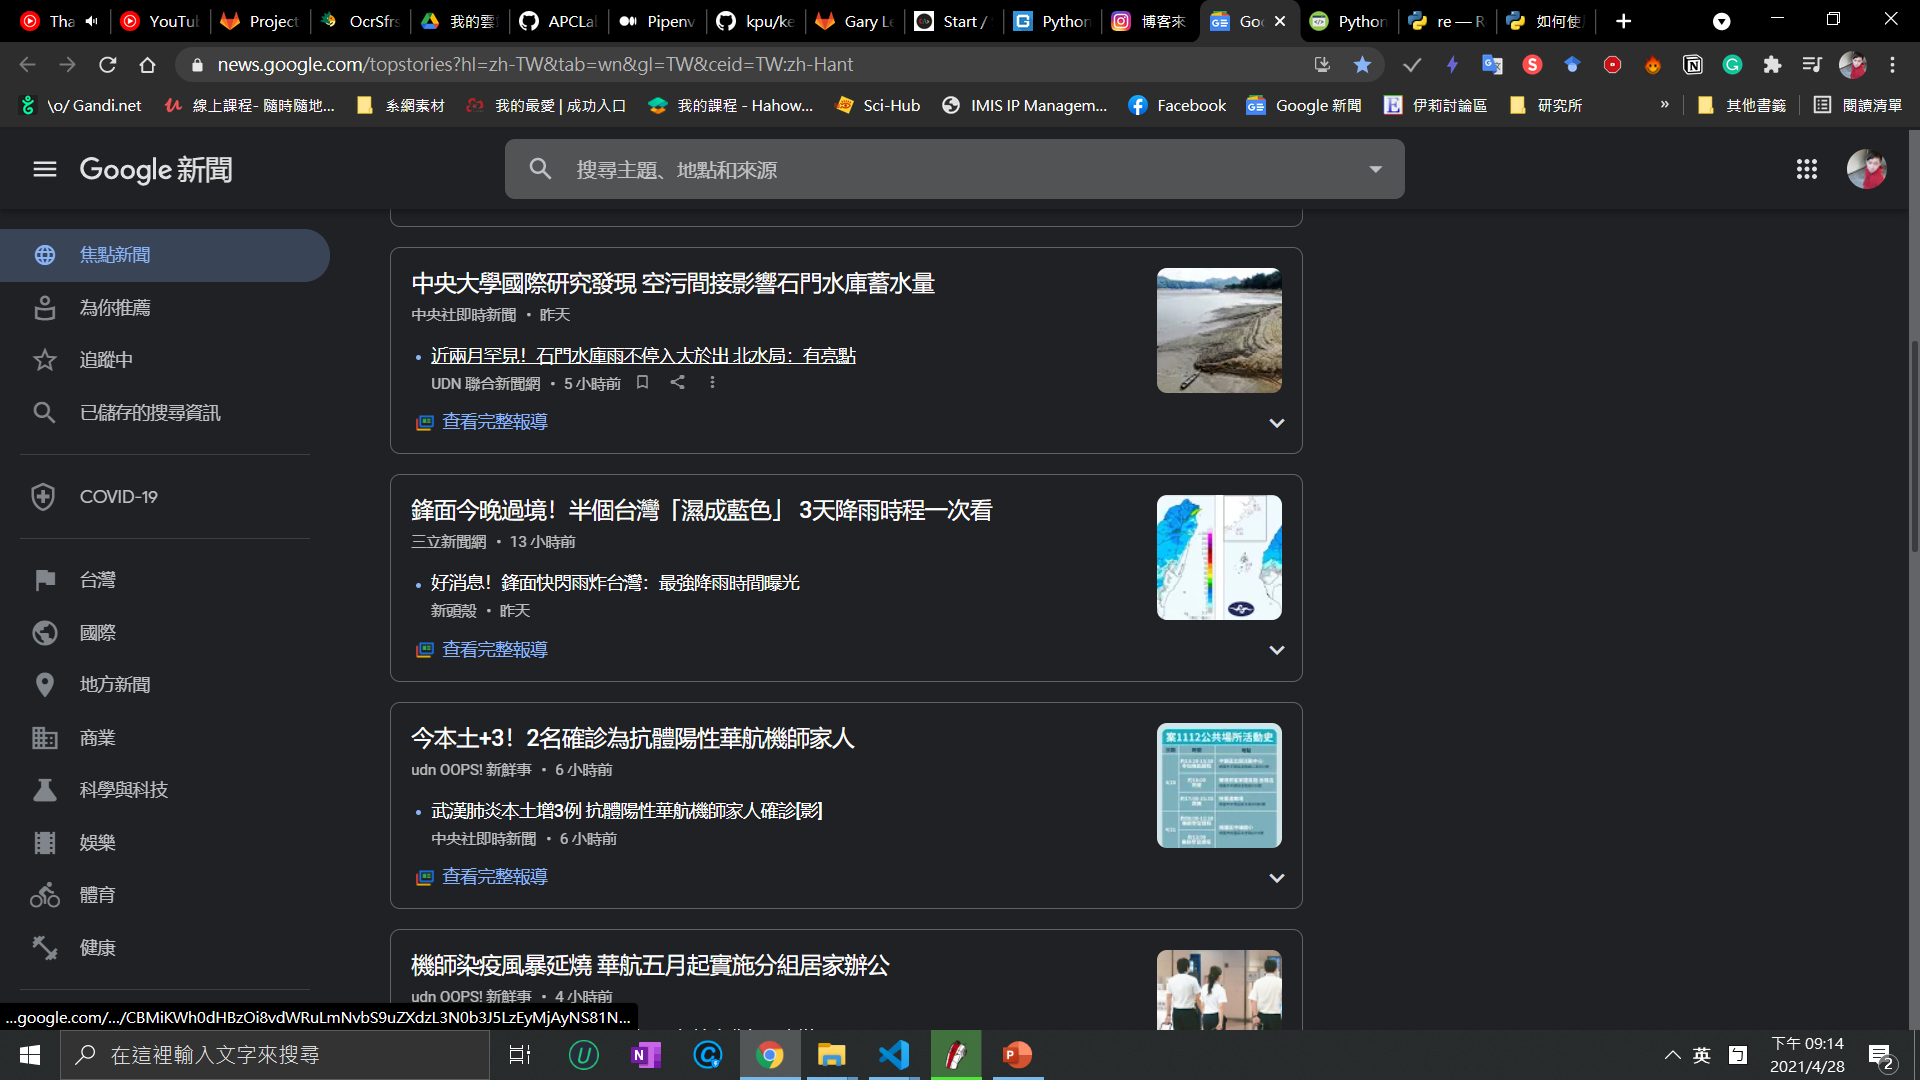 Tha
YouTub
Project
OcrSfrs
我的雲
APCLa
Pipenv
kpu/ke
Gary Le
Start /
Python
博客來
Goo
Python
re — R
如何使
news.google.com/topstories?hl=zh-TW&tab=wn&gl=TW&ceid=TW:zh-Hant
\o/ Gandi.net
線上課程- 隨時隨地...
系網素材
我的最愛 | 成功入口
我的課程 - Hahow...
Sci-Hub
IMIS IP Managem...
Facebook
Google 新聞
伊莉討論區
研究所
»
其他書籤
閱讀清單
Google 新聞
搜尋主題、地點和來源
焦點新聞
為你推薦
追蹤中
已儲存的搜尋資訊
COVID-19
台灣
國際
地方新聞
商業
科學與科技
娛樂
體育
健康
中央大學國際研究發現 空污間接影響石門水庫蓄水量
中央社即時新聞 • 昨天
近兩月罕見！石門水庫雨不停入大於出 北水局：有亮點
UDN 聯合新聞網 • 5 小時前
查看完整報導
鋒面今晚過境！半個台灣「濕成藍色」 3天降雨時程一次看
三立新聞網 • 13 小時前
好消息！鋒面快閃雨炸台灣：最強降雨時間曝光
新頭殼 • 昨天
查看完整報導
今本土+3！2名確診為抗體陽性華航機師家人
udn OOPS! 新鮮事 • 6 小時前
武漢肺炎本土增3例 抗體陽性華航機師家人確診[影]
中央社即時新聞 • 6 小時前
查看完整報導
案1112公共場所活動史
機師染疫風暴延燒 華航五月起實施分組居家辦公
udn OOPS! 新鮮事 • 4 小時前
...google.com/.../CBMiKWh0dHBzOi8vdWRuLmNvbS9uZXdzL3N0b3J5LzEyMjAyNS81N...
在這裡輸入文字來搜尋
英
下午 09:14
2021/4/28
2